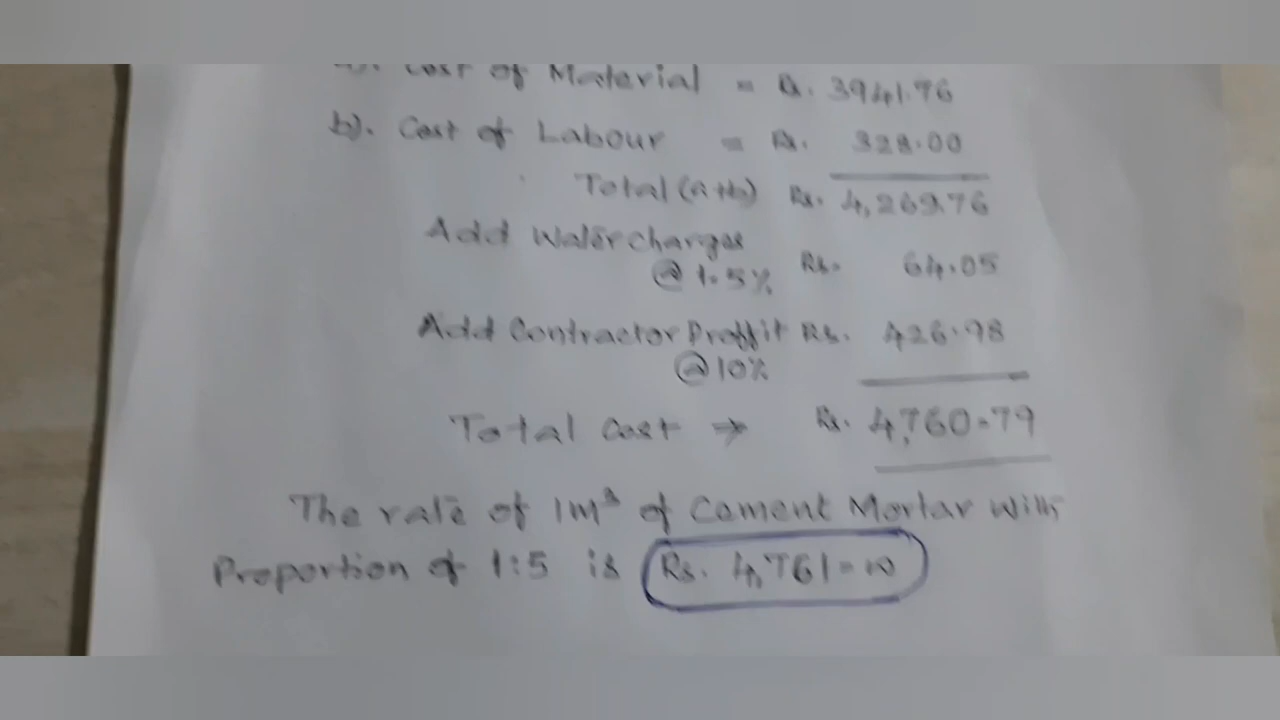 a). Cost of Material = Rs. 3941.76
b). Cost of Labour = Rs. 328.00
Total (a+b) Rs. 4,269.76
Add Water charges
@ 1.5% Rs. 64.05
Add Contractor Proffit Rs. 426.98
@ 10%
Total Cost → Rs. 4,760.79
The rate of 1m³ of Cement Mortar with
Proportion of 1:5 is Rs. 4,761=00